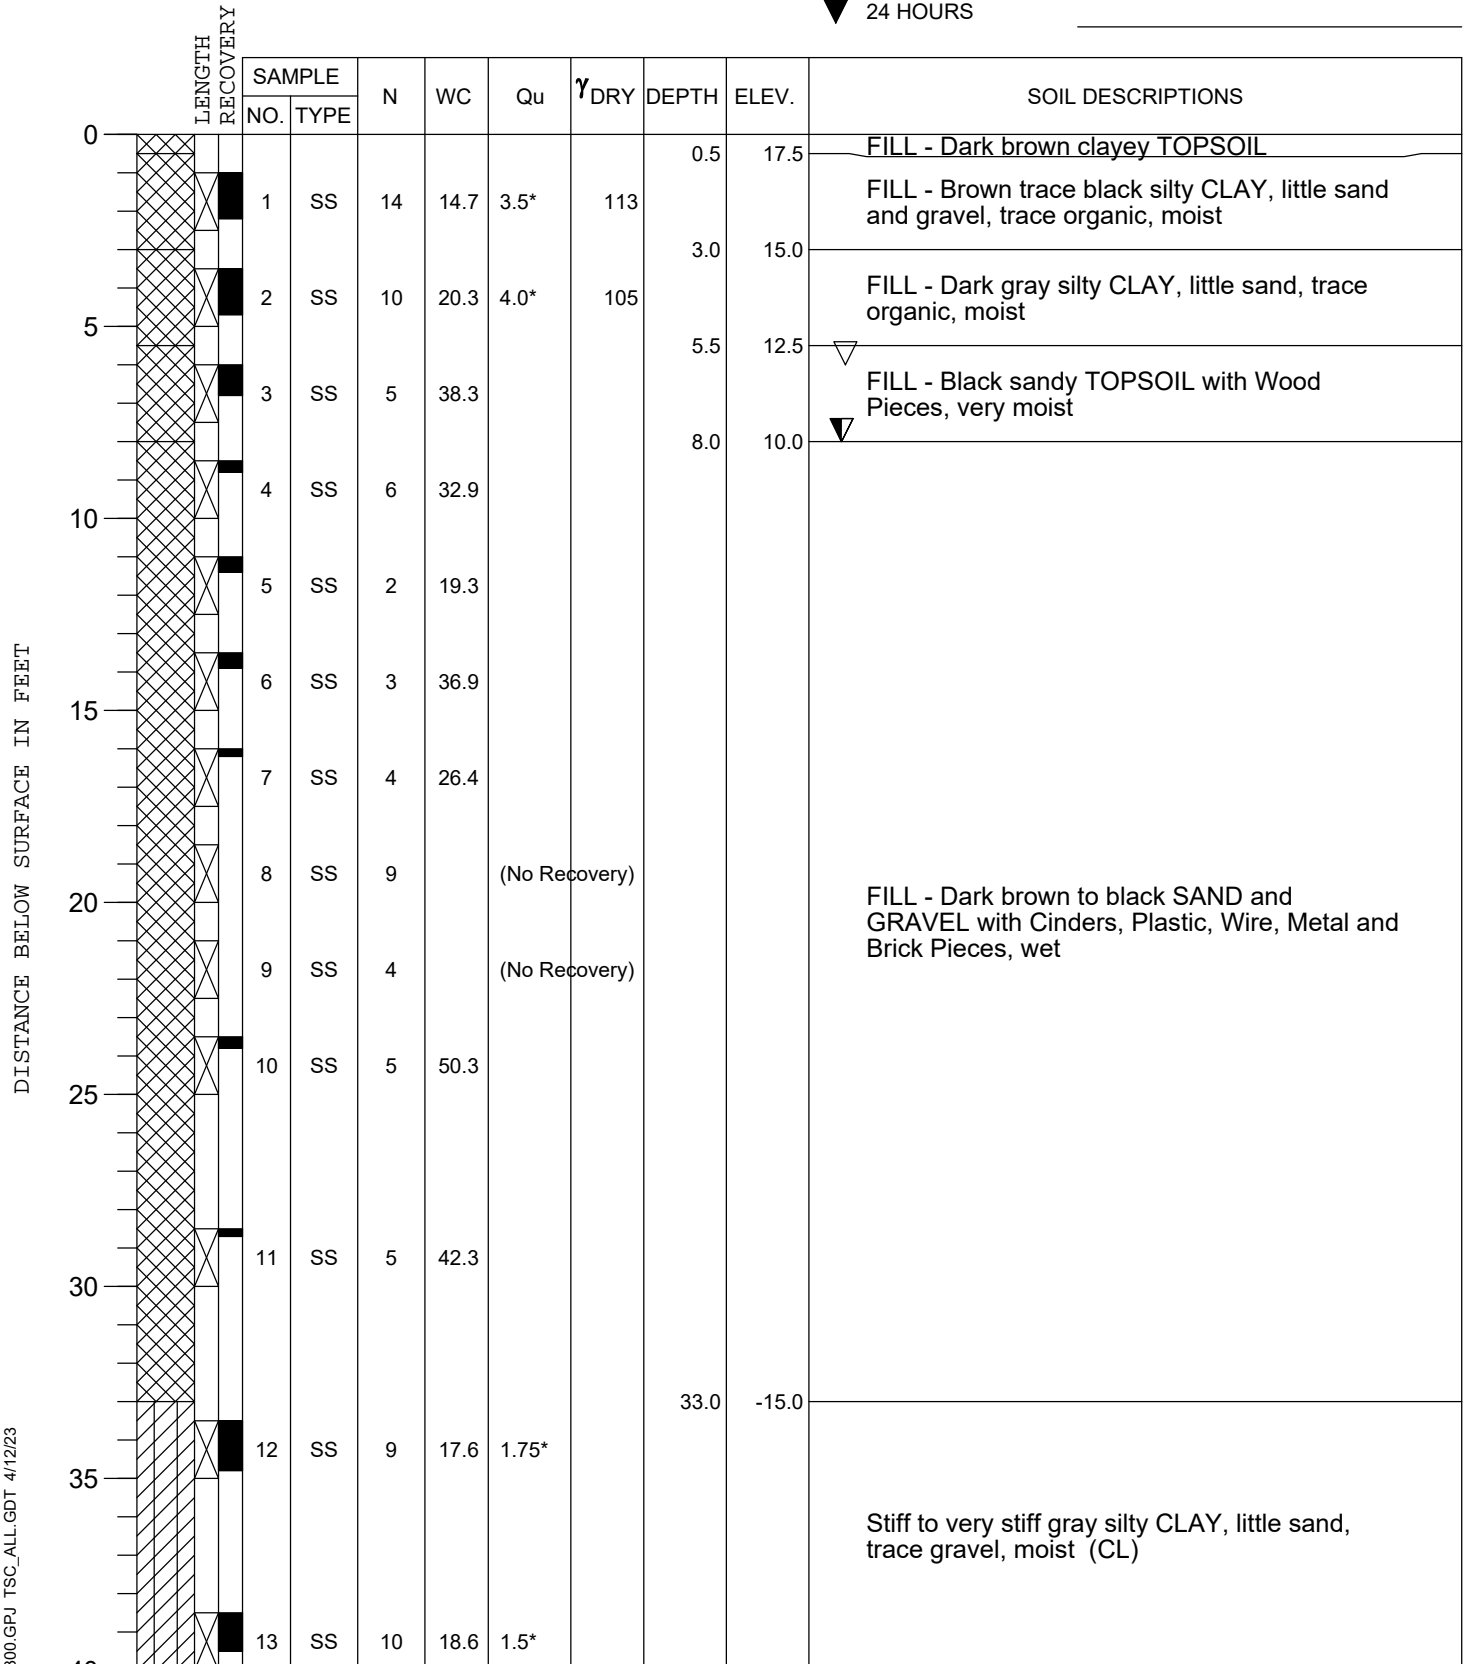 24 HOURS
LENGTH
RECOVERY
SAMPLE
NO. TYPE N WC Qu γDRY DEPTH ELEV. SOIL DESCRIPTIONS
0
FILL - Dark brown clayey TOPSOIL
0.5 17.5
FILL - Brown trace black silty CLAY, little sand
1 SS 14 14.7 3.5* 113
and gravel, trace organic, moist
3.0 15.0
FILL - Dark gray silty CLAY, little sand, trace
2 SS 10 20.3 4.0* 105
organic, moist
5
5.5 12.5
FILL - Black sandy TOPSOIL with Wood
3 SS 5 38.3
Pieces, very moist
8.0 10.0
4 SS 6 32.9
10
5 SS 2 19.3
DISTANCE BELOW SURFACE IN FEET
6 SS 3 36.9
15
7 SS 4 26.4
8 SS 9 (No Recovery)
FILL - Dark brown to black SAND and
20
GRAVEL with Cinders, Plastic, Wire, Metal and
Brick Pieces, wet
9 SS 4 (No Recovery)
10 SS 5 50.3
25
11 SS 5 42.3
30
33.0 -15.0
12 SS 9 17.6 1.75*
35
Stiff to very stiff gray silty CLAY, little sand,
trace gravel, moist (CL)
13 SS 10 18.6 1.5*
300.GPJ TSC_ALL.GDT 4/12/23